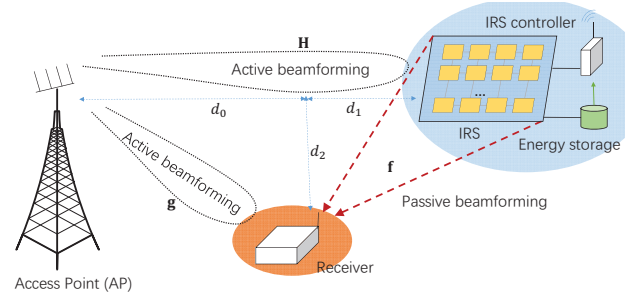 H
IRS controller
Active beamforming
d₀
d₁
...
IRS
Energy storage
Active beamforming
d₂
f
g
Passive beamforming
Receiver
Access Point (AP)